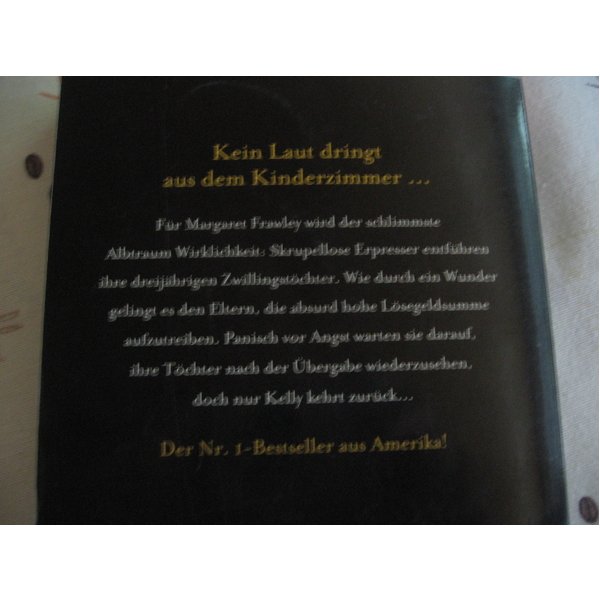 Kein Laut dringt
aus dem Kinderzimmer ...
Für Margaret Frawley wird der schlimmste
Albtraum Wirklichkeit: Skrupellose Erpresser entführen
ihre dreijährigen Zwillingstöchter. Wie durch ein Wunder
gelingt es den Eltern, die absurd hohe Lösegeldsumme
aufzutreiben. Panisch vor Angst warten sie darauf,
ihre Töchter nach der Übergabe wiederzusehen,
doch nur Kelly kehrt zurück...
Der Nr. 1-Bestseller aus Amerika!